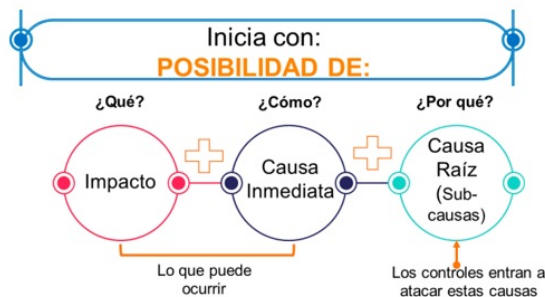 Inicia con:
POSIBILIDAD DE:
¿Qué?
¿Cómo?
¿Por qué?
Impacto
Causa
Inmediata
Causa
Raíz
(Sub-
causas)
Lo que puede
ocurrir
Los controles entran a
atacar estas causas